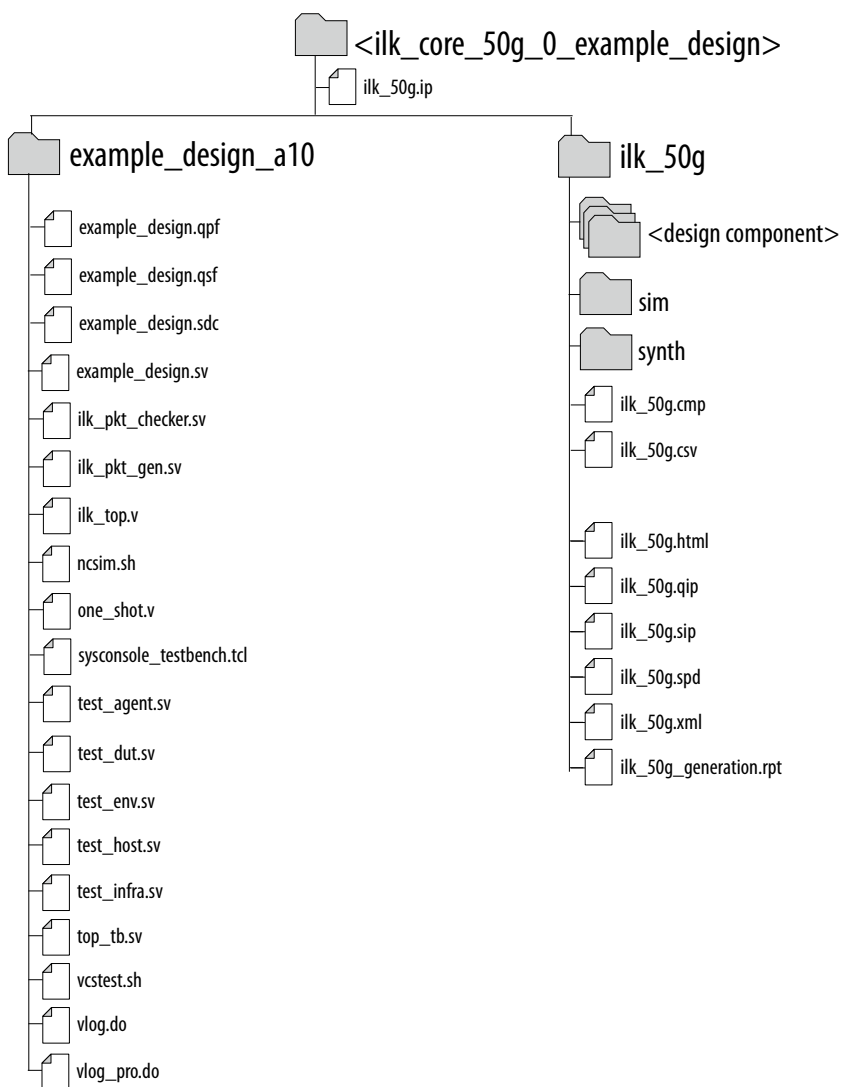 <ilk_core_50g_0_example_design>
ilk_50g.ip
example_design_a10
example_design.qpf
example_design.qsf
example_design.sdc
example_design.sv
ilk_pkt_checker.sv
ilk_pkt_gen.sv
ilk_top.v
ncsim.sh
one_shot.v
sysconsole_testbench.tcl
test_agent.sv
test_dut.sv
test_env.sv
test_host.sv
test_infra.sv
top_tb.sv
vcstest.sh
vlog.do
vlog_pro.do
ilk_50g
<design component>
sim
synth
ilk_50g.cmp
ilk_50g.csv
ilk_50g.html
ilk_50g.qip
ilk_50g.sip
ilk_50g.spd
ilk_50g.xml
ilk_50g_generation.rpt